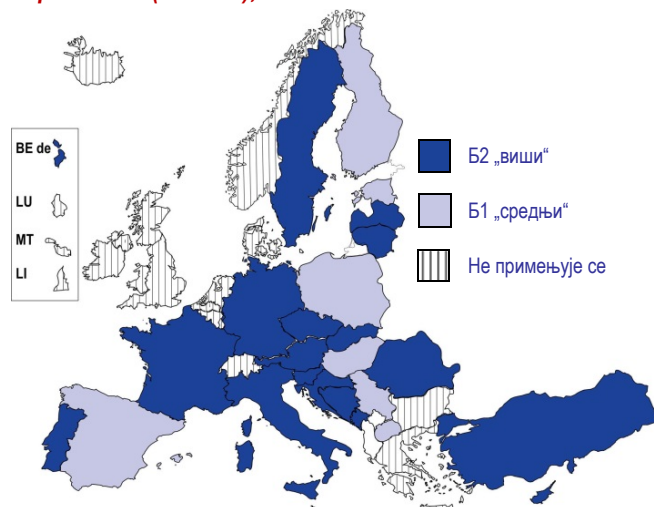 BE de
LU
MT
LI
Б2 „виши“
Б1 „средњи“
Не примењује се